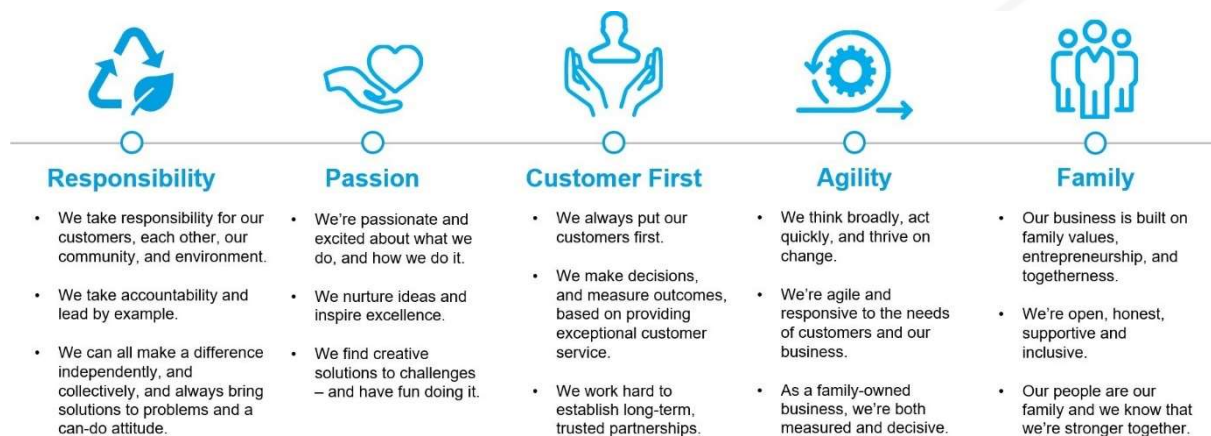 Responsibility
• We take responsibility for our
customers, each other, our
community, and environment.
• We take accountability and
lead by example.
• We can all make a difference
independently, and
collectively, and always bring
solutions to problems and a
can-do attitude.
Passion
• We're passionate and
excited about what we
do, and how we do it.
• We nurture ideas and
inspire excellence.
• We find creative
solutions to challenges
– and have fun doing it.
Customer First
• We always put our
customers first.
• We make decisions,
and measure outcomes,
based on providing
exceptional customer
service.
• We work hard to
establish long-term,
trusted partnerships.
Agility
• We think broadly, act
quickly, and thrive on
change.
• We're agile and
responsive to the needs
of customers and our
business.
• As a family-owned
business, we're both
measured and decisive.
Family
• Our business is built on
family values,
entrepreneurship, and
togetherness.
• We're open, honest,
supportive and
inclusive.
• Our people are our
family and we know that
we're stronger together.